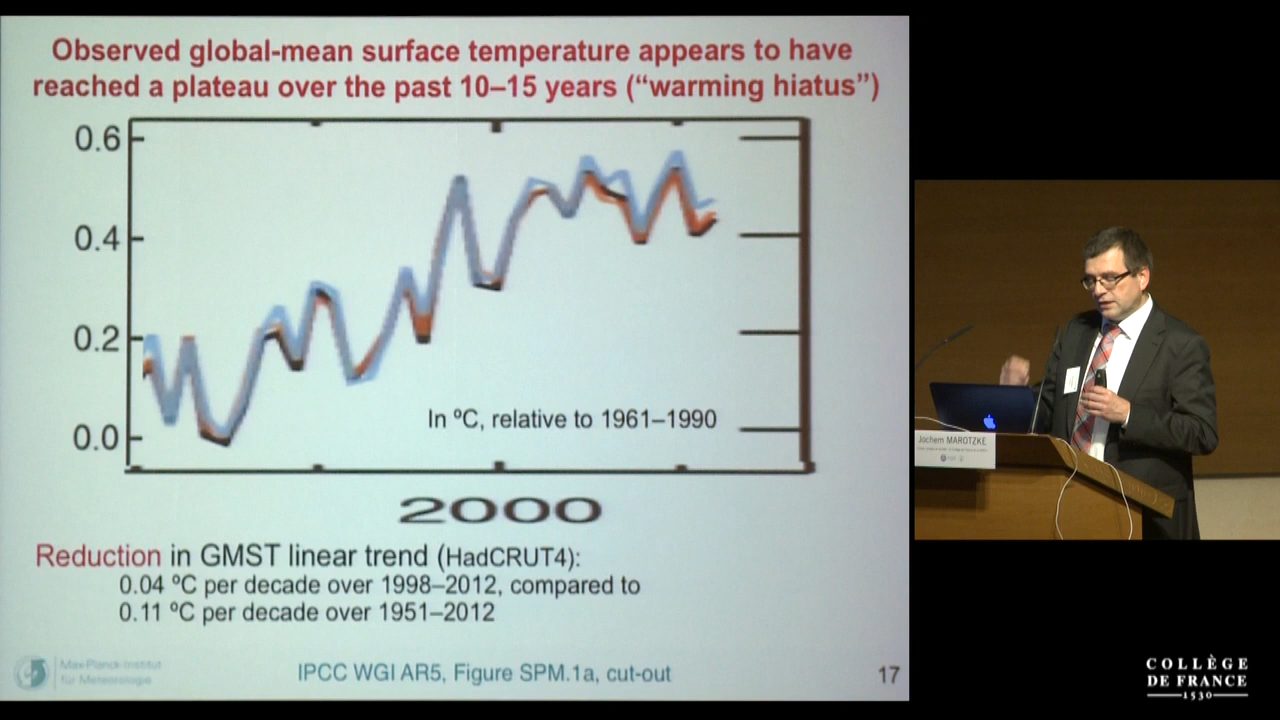 Observed global-mean surface temperature appears to have
reached a plateau over the past 10–15 years (“warming hiatus”)
0.6
0.4
0.2
0.0
In ºC, relative to 1961–1990
2000
Reduction in GMST linear trend (HadCRUT4):
0.04 ºC per decade over 1998–2012, compared to
0.11 ºC per decade over 1951–2012
Max-Planck-Institut
für Meteorologie
IPCC WGI AR5, Figure SPM.1a, cut-out
17
Jochem MAROTZKE
COLLÈGE
DE FRANCE
1530